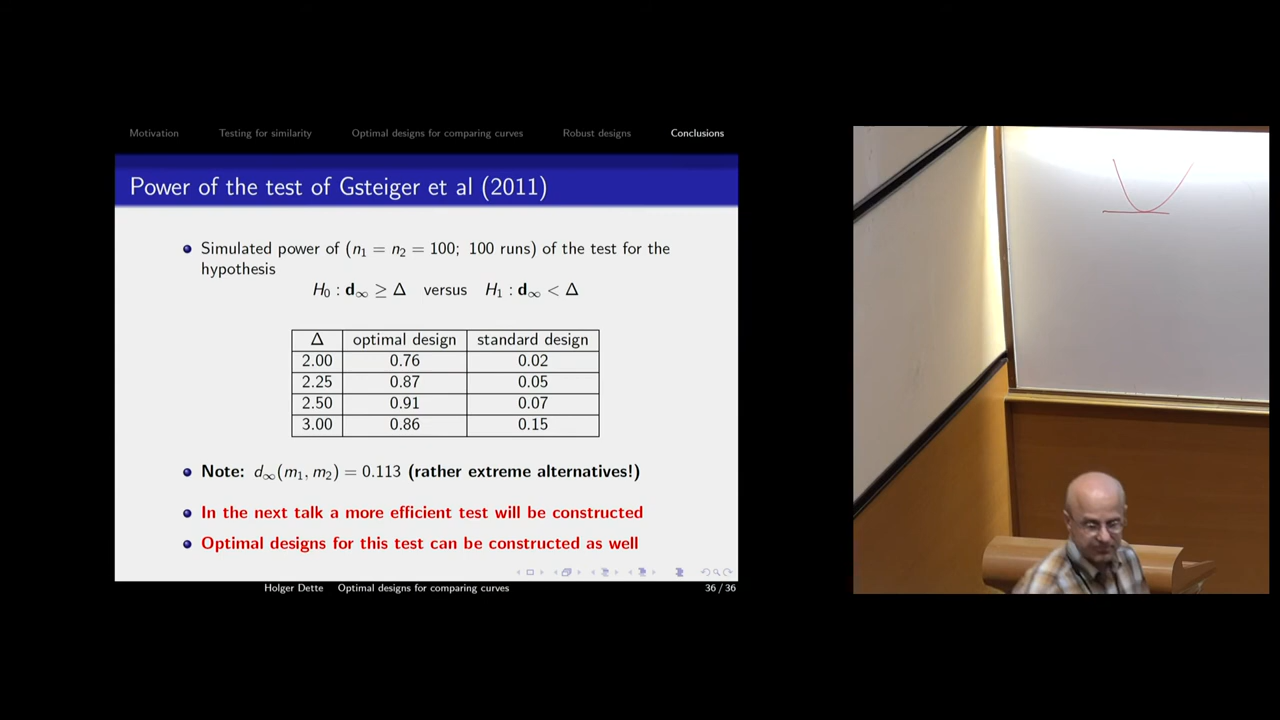 Motivation Testing for similarity Optimal designs for comparing curves Robust designs Conclusions
Power of the test of Gsteiger et al (2011)
Simulated power of (n₁ = n₂ = 100; 100 runs) of the test for the
hypothesis
H₀ : d∞ ≥ Δ versus H₁ : d∞ < Δ
Δ optimal design standard design
2.00 0.76 0.02
2.25 0.87 0.05
2.50 0.91 0.07
3.00 0.86 0.15
Note: d∞(m₁, m₂) = 0.113 (rather extreme alternatives!)
In the next talk a more efficient test will be constructed
Optimal designs for this test can be constructed as well
Holger Dette Optimal designs for comparing curves 36 / 36